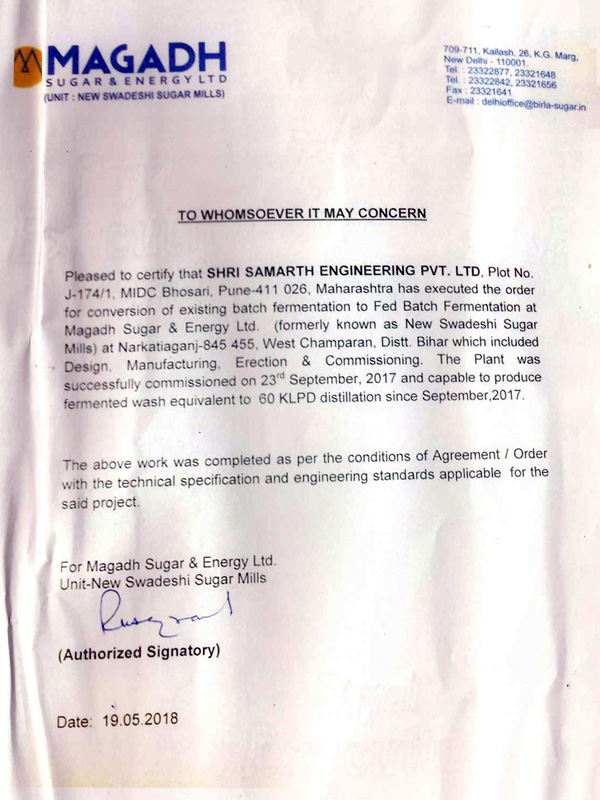 MAGADH
SUGAR & ENERGY LTD
(UNIT : NEW SWADESHI SUGAR MILLS)
709-711, Kailash, 26, K.G. Marg,
New Delhi - 110001.
Tel. : 23322877, 23321648
Tel. : 23322842, 23321656
Fax : 23321641
E-mail : delhioffice@birla-sugar.in
TO WHOMSOEVER IT MAY CONCERN
Pleased to certify that SHRI SAMARTH ENGINEERING PVT. LTD, Plot No.
J-174/1, MIDC Bhosari, Pune-411 026, Maharashtra has executed the order
for conversion of existing batch fermentation to Fed Batch Fermentation at
Magadh Sugar & Energy Ltd. (formerly known as New Swadeshi Sugar
Mills) at Narkatiaganj-845 455, West Champaran, Distt. Bihar which included
Design, Manufacturing, Erection & Commissioning. The Plant was
successfully commissioned on 23rd September, 2017 and capable to produce
fermented wash equivalent to 60 KLPD distillation since September,2017.
The above work was completed as per the conditions of Agreement / Order
with the technical specification and engineering standards applicable for the
said project.
For Magadh Sugar & Energy Ltd.
Unit-New Swadeshi Sugar Mills
(Authorized Signatory)
Date: 19.05.2018